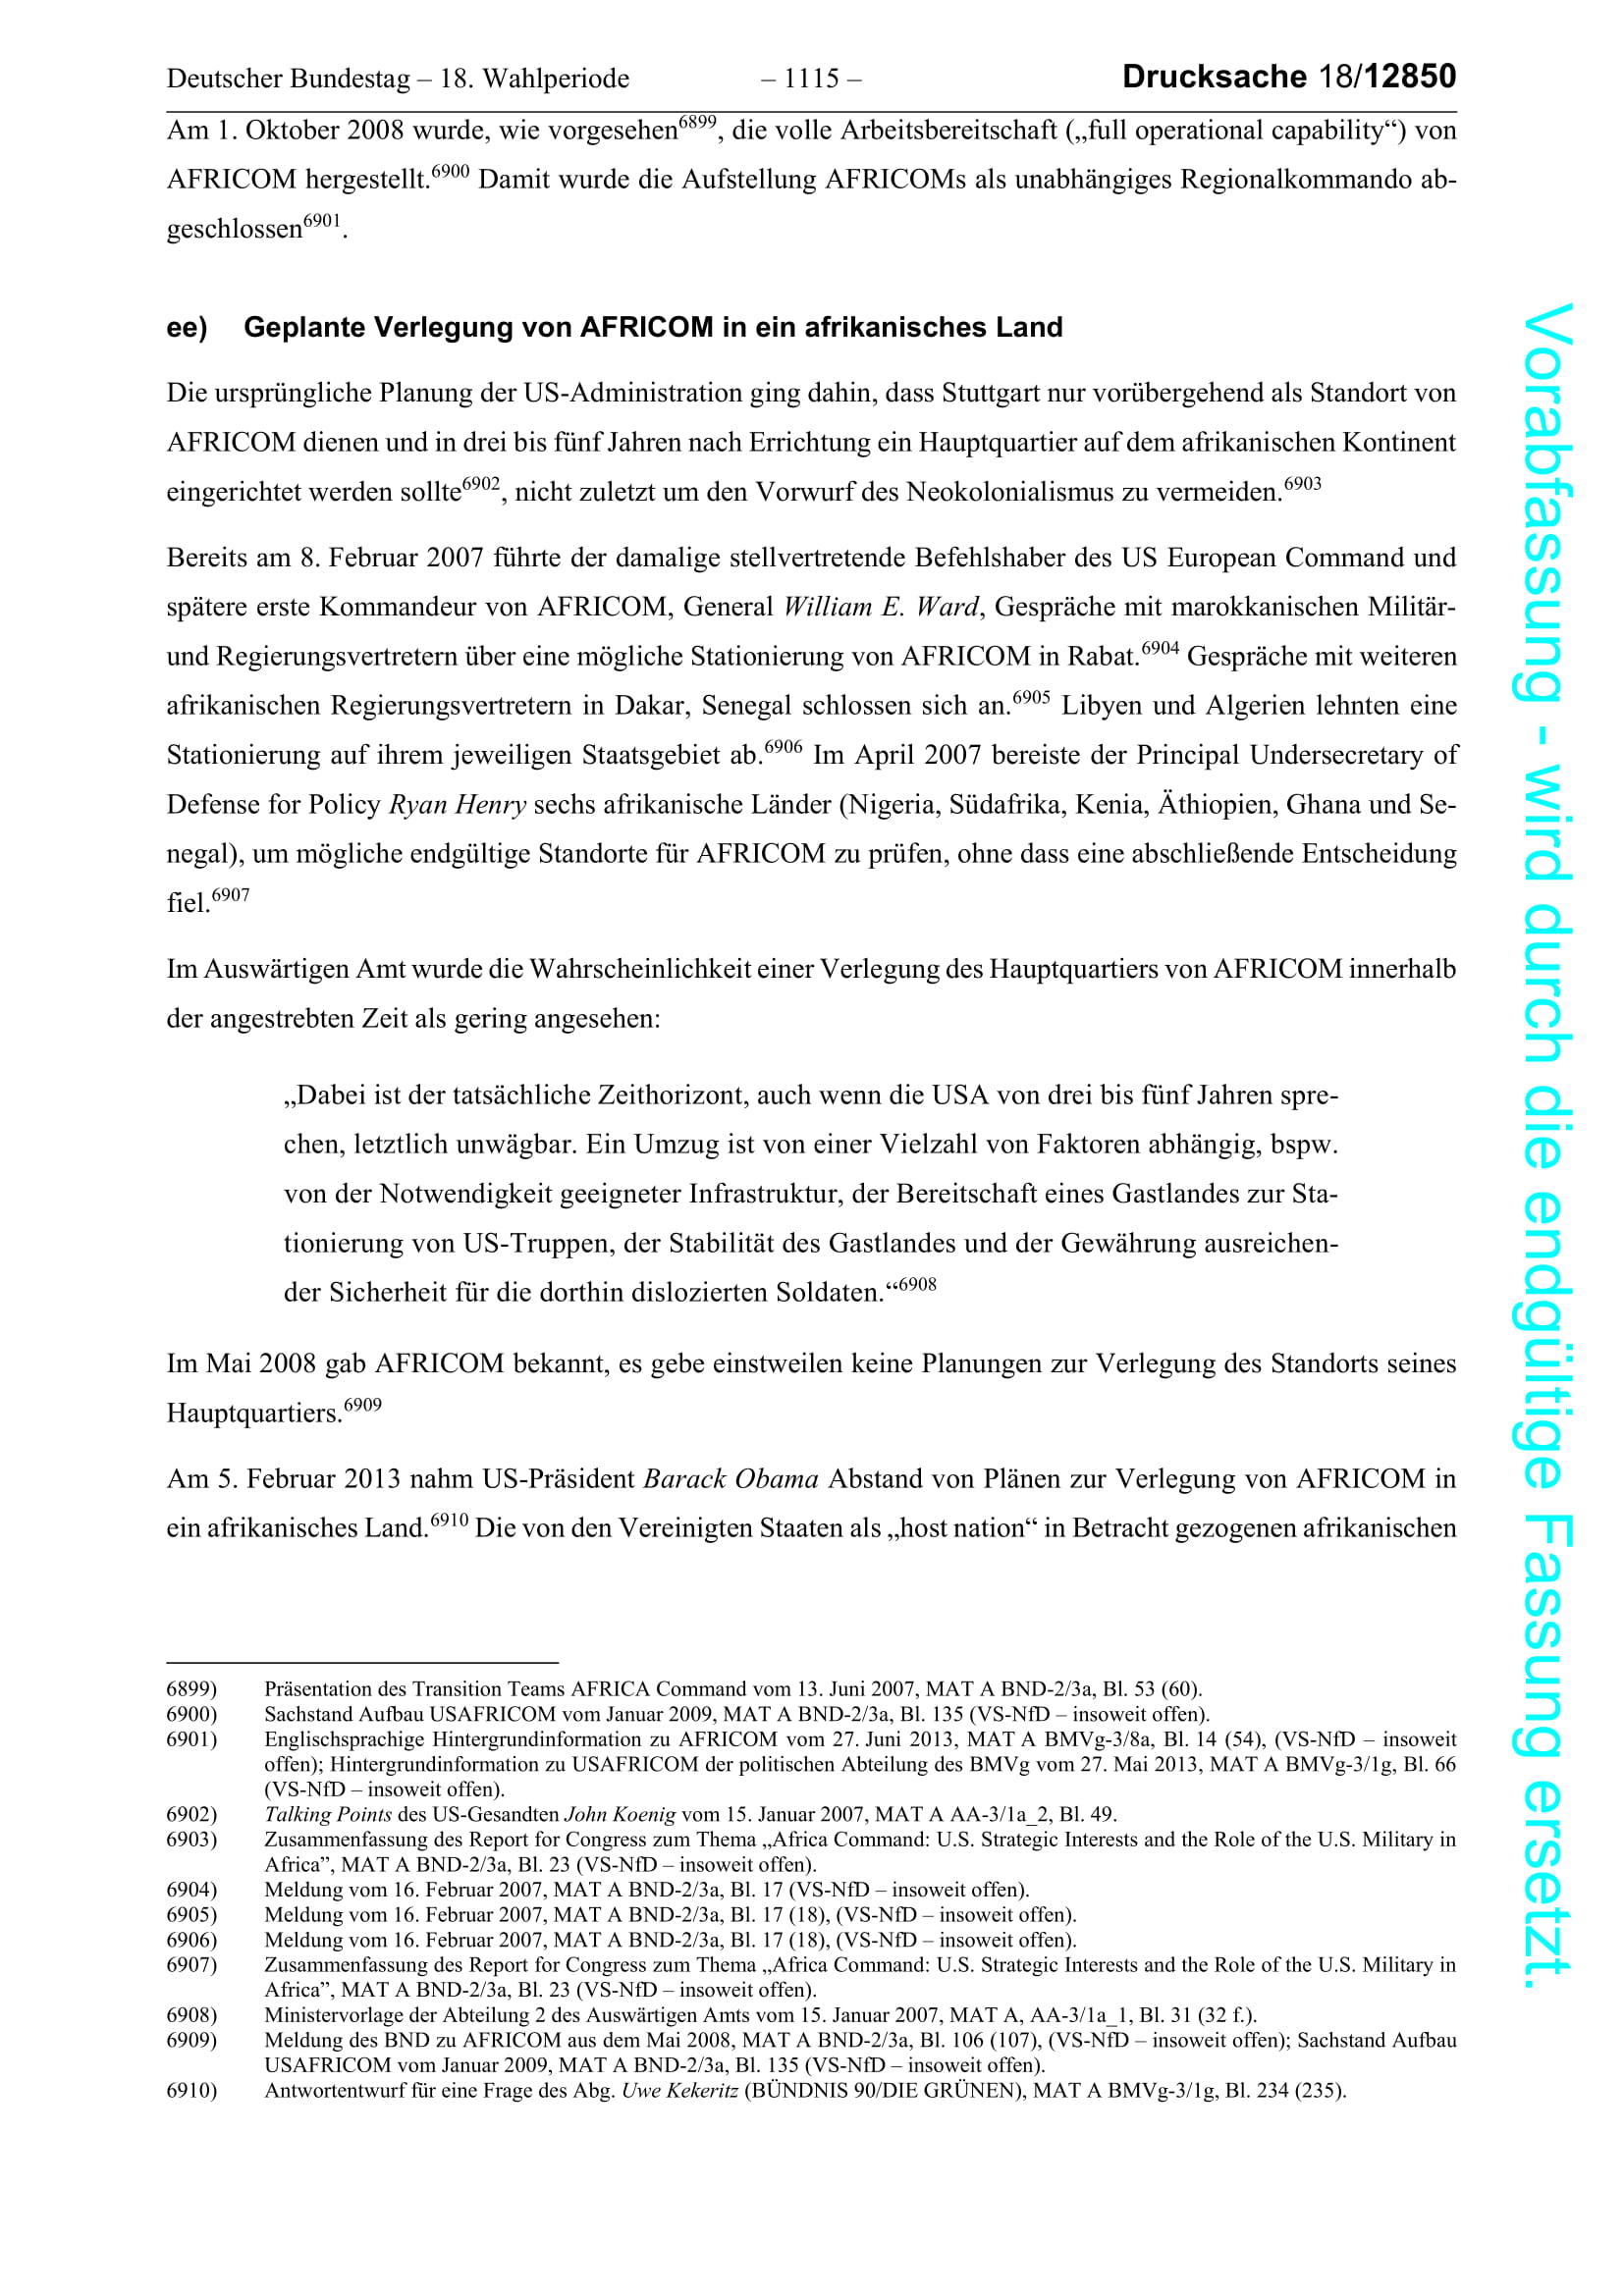 Deutscher Bundestag – 18. Wahlperiode – 1115 – Drucksache 18/12850
Am 1. Oktober 2008 wurde, wie vorgesehen6899, die volle Arbeitsbereitschaft („full operational capability“) von
AFRICOM hergestellt.6900 Damit wurde die Aufstellung AFRICOMs als unabhängiges Regionalkommando ab-
geschlossen6901.
ee) Geplante Verlegung von AFRICOM in ein afrikanisches Land
Die ursprüngliche Planung der US-Administration ging dahin, dass Stuttgart nur vorübergehend als Standort von
AFRICOM dienen und in drei bis fünf Jahren nach Errichtung ein Hauptquartier auf dem afrikanischen Kontinent
eingerichtet werden sollte6902, nicht zuletzt um den Vorwurf des Neokolonialismus zu vermeiden.6903
Bereits am 8. Februar 2007 führte der damalige stellvertretende Befehlshaber des US European Command und
spätere erste Kommandeur von AFRICOM, General William E. Ward, Gespräche mit marokkanischen Militär-
und Regierungsvertretern über eine mögliche Stationierung von AFRICOM in Rabat.6904 Gespräche mit weiteren
afrikanischen Regierungsvertretern in Dakar, Senegal schlossen sich an.6905 Libyen und Algerien lehnten eine
Stationierung auf ihrem jeweiligen Staatsgebiet ab.6906 Im April 2007 bereiste der Principal Undersecretary of
Defense for Policy Ryan Henry sechs afrikanische Länder (Nigeria, Südafrika, Kenia, Äthiopien, Ghana und Se-
negal), um mögliche endgültige Standorte für AFRICOM zu prüfen, ohne dass eine abschließende Entscheidung
fiel.6907
Im Auswärtigen Amt wurde die Wahrscheinlichkeit einer Verlegung des Hauptquartiers von AFRICOM innerhalb
der angestrebten Zeit als gering angesehen:
„Dabei ist der tatsächliche Zeithorizont, auch wenn die USA von drei bis fünf Jahren spre-
chen, letztlich unwägbar. Ein Umzug ist von einer Vielzahl von Faktoren abhängig, bspw.
von der Notwendigkeit geeigneter Infrastruktur, der Bereitschaft eines Gastlandes zur Sta-
tionierung von US-Truppen, der Stabilität des Gastlandes und der Gewährung ausreichen-
der Sicherheit für die dorthin dislozierten Soldaten.“6908
Im Mai 2008 gab AFRICOM bekannt, es gebe einstweilen keine Planungen zur Verlegung des Standorts seines
Hauptquartiers.6909
Am 5. Februar 2013 nahm US-Präsident Barack Obama Abstand von Plänen zur Verlegung von AFRICOM in
ein afrikanisches Land.6910 Die von den Vereinigten Staaten als „host nation“ in Betracht gezogenen afrikanischen
6899) Präsentation des Transition Teams AFRICA Command vom 13. Juni 2007, MAT A BND-2/3a, Bl. 53 (60).
6900) Sachstand Aufbau USAFRICOM vom Januar 2009, MAT A BND-2/3a, Bl. 135 (VS-NfD – insoweit offen).
6901) Englischsprachige Hintergrundinformation zu AFRICOM vom 27. Juni 2013, MAT A BMVg-3/8a, Bl. 14 (54), (VS-NfD – insoweit
offen); Hintergrundinformation zu USAFRICOM der politischen Abteilung des BMVg vom 27. Mai 2013, MAT A BMVg-3/1g, Bl. 66
(VS-NfD – insoweit offen).
6902) Talking Points des US-Gesandten John Koenig vom 15. Januar 2007, MAT A AA-3/1a_2, Bl. 49.
6903) Zusammenfassung des Report for Congress zum Thema „Africa Command: U.S. Strategic Interests and the Role of the U.S. Military in
Africa”, MAT A BND-2/3a, Bl. 23 (VS-NfD – insoweit offen).
6904) Meldung vom 16. Februar 2007, MAT A BND-2/3a, Bl. 17 (VS-NfD – insoweit offen).
6905) Meldung vom 16. Februar 2007, MAT A BND-2/3a, Bl. 17 (18), (VS-NfD – insoweit offen).
6906) Meldung vom 16. Februar 2007, MAT A BND-2/3a, Bl. 17 (18), (VS-NfD – insoweit offen).
6907) Zusammenfassung des Report for Congress zum Thema „Africa Command: U.S. Strategic Interests and the Role of the U.S. Military in
Africa”, MAT A BND-2/3a, Bl. 23 (VS-NfD – insoweit offen).
6908) Ministervorlage der Abteilung 2 des Auswärtigen Amts vom 15. Januar 2007, MAT A, AA-3/1a_1, Bl. 31 (32 f.).
6909) Meldung des BND zu AFRICOM aus dem Mai 2008, MAT A BND-2/3a, Bl. 106 (107), (VS-NfD – insoweit offen); Sachstand Aufbau
USAFRICOM vom Januar 2009, MAT A BND-2/3a, Bl. 135 (VS-NfD – insoweit offen).
6910) Antwortentwurf für eine Frage des Abg. Uwe Kekeritz (BÜNDNIS 90/DIE GRÜNEN), MAT A BMVg-3/1g, Bl. 234 (235).
Vorabfassung - wird durch die endgültige Fassung ersetzt.